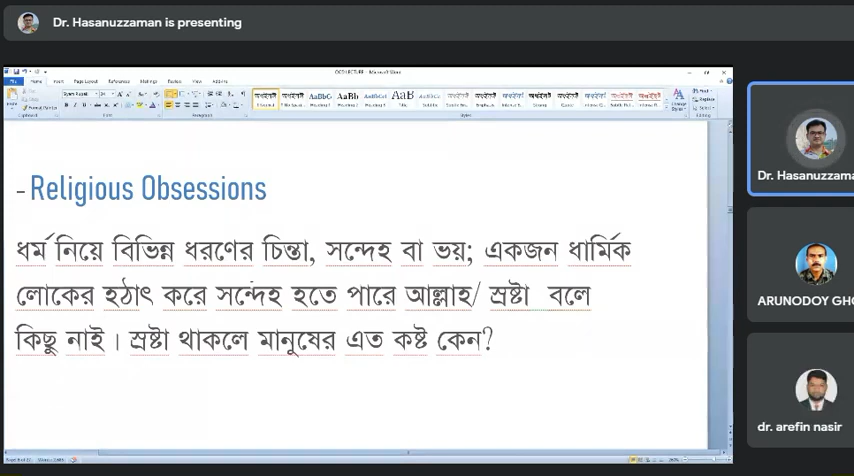 Dr. Hasanuzzaman is presenting
- Religious Obsessions
ধর্ম নিয়ে বিভিন্ন ধরণের চিন্তা, সন্দেহ বা ভয়; একজন ধার্মিক
লোকের হঠাৎ করে সন্দেহ হতে পারে আল্লাহ/ স্রষ্টা বলে
কিছু নাই। স্রষ্টা থাকলে মানুষের এত কষ্ট কেন?
Dr. Hasanuzzama
ARUNODOY GHO
dr. arefin nasir